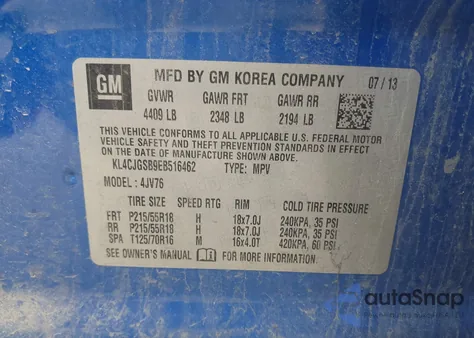 GM
MFD BY GM KOREA COMPANY 07 / 13
GVWR GAWR FRT GAWR RR
4409 LB 2348 LB 2194 LB
THIS VEHICLE CONFORMS TO ALL APPLICABLE U.S. FEDERAL MOTOR
VEHICLE SAFETY AND THEFT PREVENTION STANDARDS IN EFFECT
ON THE DATE OF MANUFACTURE SHOWN ABOVE.
KL4CJGSB9EB516462 TYPE: MPV
MODEL: 4JV76
TIRE SIZE SPEED RTG RIM COLD TIRE PRESSURE
FRT P215/55R18 H 18x7.0J 240KPA, 35 PSI
RR P215/55R18 H 18x7.0J 240KPA, 35 PSI
SPA T125/70R16 M 16x4.0T 420KPA, 60 PSI
SEE OWNER'S MANUAL FOR MORE INFORMATION.
autoSnap